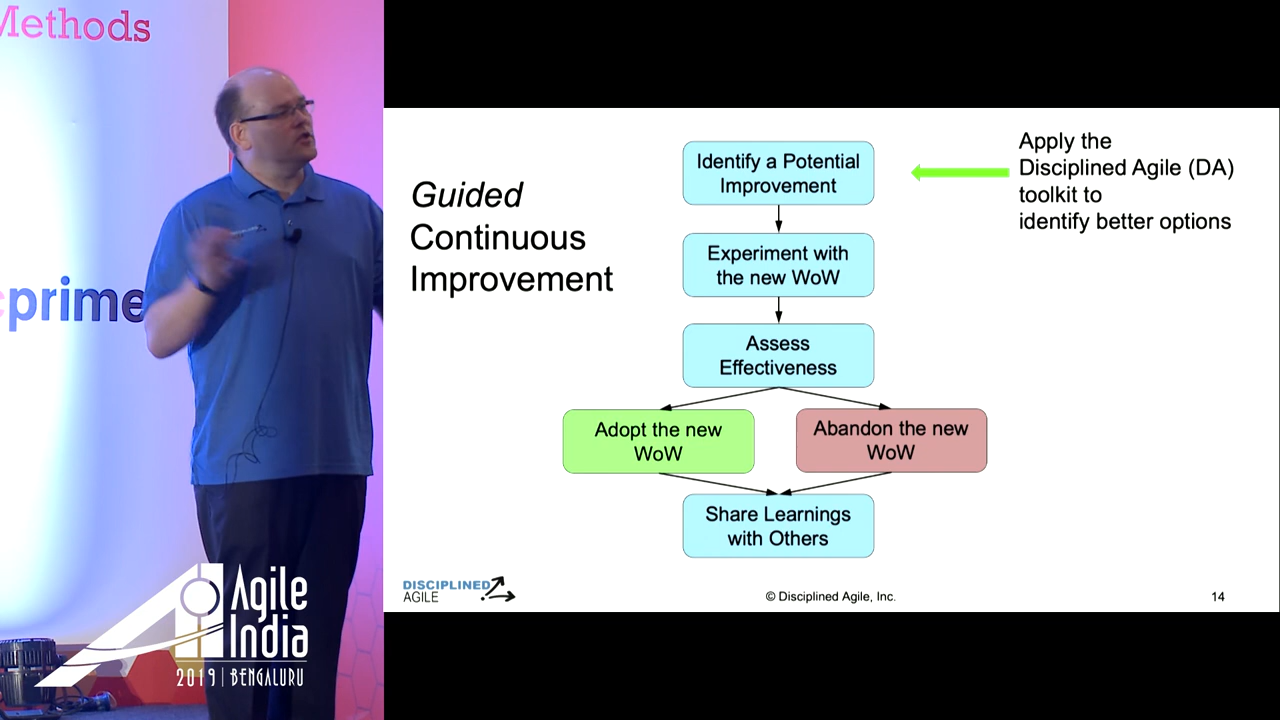 Methods
cprime
Agile
India
2019 | BENGALURU
Guided
Continuous
Improvement
Identify a Potential
Improvement
Experiment with
the new WoW
Assess
Effectiveness
Adopt the new
WoW
Abandon the new
WoW
Share Learnings
with Others
Apply the
Disciplined Agile (DA)
toolkit to
identify better options
DISCIPLINED
AGILE
© Disciplined Agile, Inc.
14